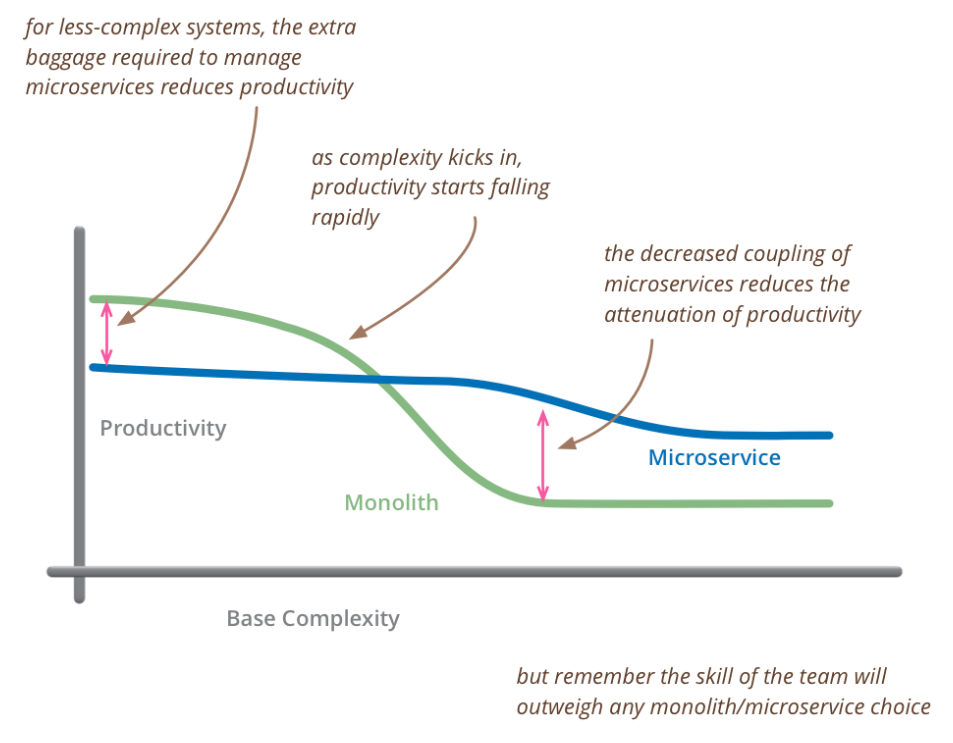 for less-complex systems, the extra
baggage required to manage
microservices reduces productivity
as complexity kicks in,
productivity starts falling
rapidly
the decreased coupling of
microservices reduces the
attenuation of productivity
Productivity
Microservice
Monolith
Base Complexity
but remember the skill of the team will
outweigh any monolith/microservice choice